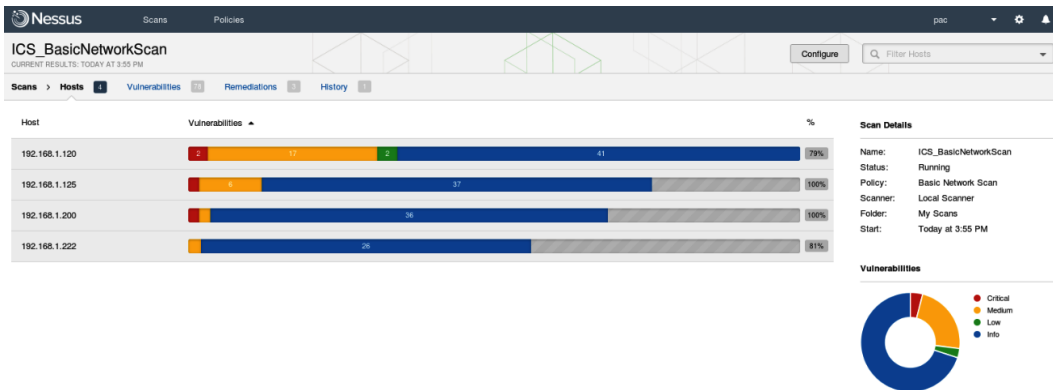 Nessus Scans Policies pac
ICS_BasicNetworkScan
CURRENT RESULTS: TODAY AT 3:55 PM
Configure Filter Hosts
Scans > Hosts 4 Vulnerabilities 73 Remediations History
Host Vulnerabilities %
192.168.1.120 2 17 2 41 79%
192.168.1.125 6 37 100%
192.168.1.200 36 100%
192.168.1.222 26 81%
Scan Details
Name: ICS_BasicNetworkScan
Status: Running
Policy: Basic Network Scan
Scanner: Local Scanner
Folder: My Scans
Start: Today at 3:55 PM
Vulnerabilities
Critical
Medium
Low
Info